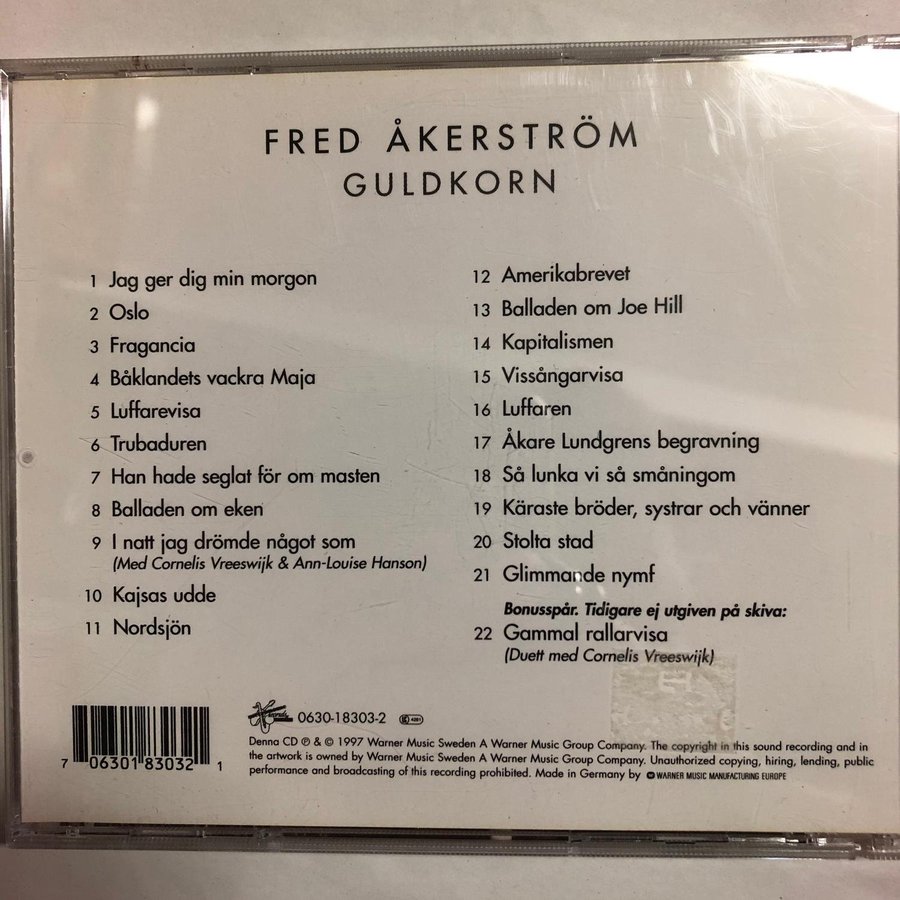 FRED ÅKERSTRÖM
GULDKORN
1 Jag ger dig min morgon
2 Oslo
3 Fragancia
4 Båklandets vackra Maja
5 Luffarevisa
6 Trubaduren
7 Han hade seglat för om masten
8 Balladen om eken
9 I natt jag drömde något som
(Med Cornelis Vreeswijk & Ann-Louise Hanson)
10 Kajsas udde
11 Nordsjön
12 Amerikabrevet
13 Balladen om Joe Hill
14 Kapitalismen
15 Vissångarvisa
16 Luffaren
17 Åkare Lundgrens begravning
18 Så lunka vi så småningom
19 Käraste bröder, systrar och vänner
20 Stolta stad
21 Glimmande nymf
Bonusspår. Tidigare ej utgiven på skiva:
22 Gammal rallarvisa
(Duett med Cornelis Vreeswijk)
0630-18303-2
Denna CD ℗ & © 1997 Warner Music Sweden A Warner Music Group Company. The copyright in this sound recording and in
the artwork is owned by Warner Music Sweden A Warner Music Group Company. Unauthorized copying, hiring, lending, public
performance and broadcasting of this recording prohibited. Made in Germany by WARNER MUSIC MANUFACTURING EUROPE
7 06301 83032 1